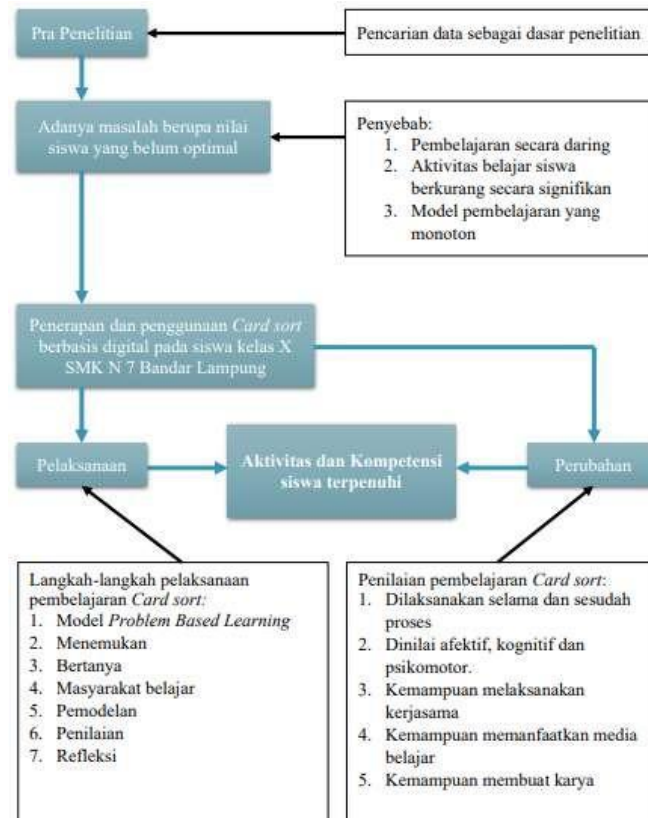 Pra Penelitian
Pencarian data sebagai dasar penelitian
Adanya masalah berupa nilai
siswa yang belum optimal
Penyebab:
1. Pembelajaran secara daring
2. Aktivitas belajar siswa
berkurang secara signifikan
3. Model pembelajaran yang
monoton
Penerapan dan penggunaan Card sort
berbasis digital pada siswa kelas X
SMK N 7 Bandar Lampung
Pelaksanaan
Aktivitas dan Kompetensi
siswa terpenuhi
Perubahan
Langkah-langkah pelaksanaan
pembelajaran Card sort:
1. Model Problem Based Learning
2. Menemukan
3. Bertanya
4. Masyarakat belajar
5. Pemodelan
6. Penilaian
7. Refleksi
Penilaian pembelajaran Card sort:
1. Dilaksanakan selama dan sesudah
proses
2. Dinilai afektif, kognitif dan
psikomotor.
3. Kemampuan melaksanakan
kerjasama
4. Kemampuan memanfaatkan media
belajar
5. Kemampuan membuat karya